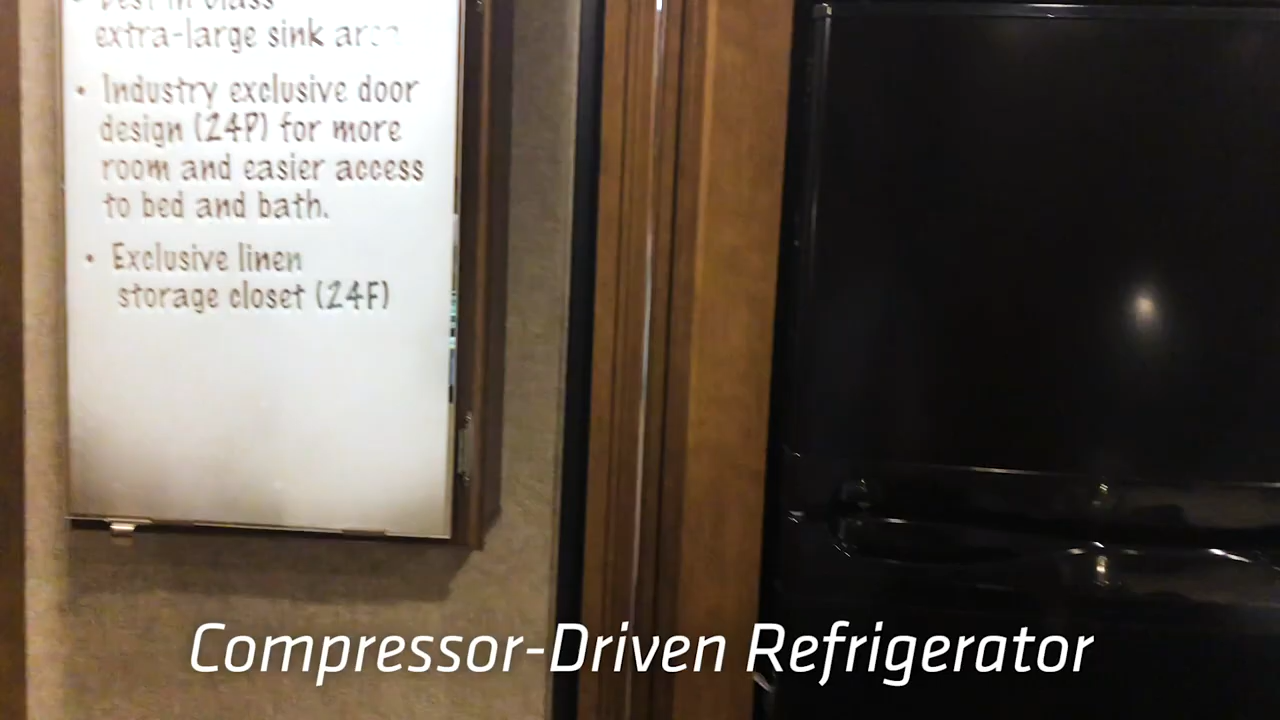 extra-large sink area
• Industry exclusive door
design (24P) for more
room and easier access
to bed and bath.
• Exclusive linen
storage closet (24F)
Compressor-Driven Refrigerator